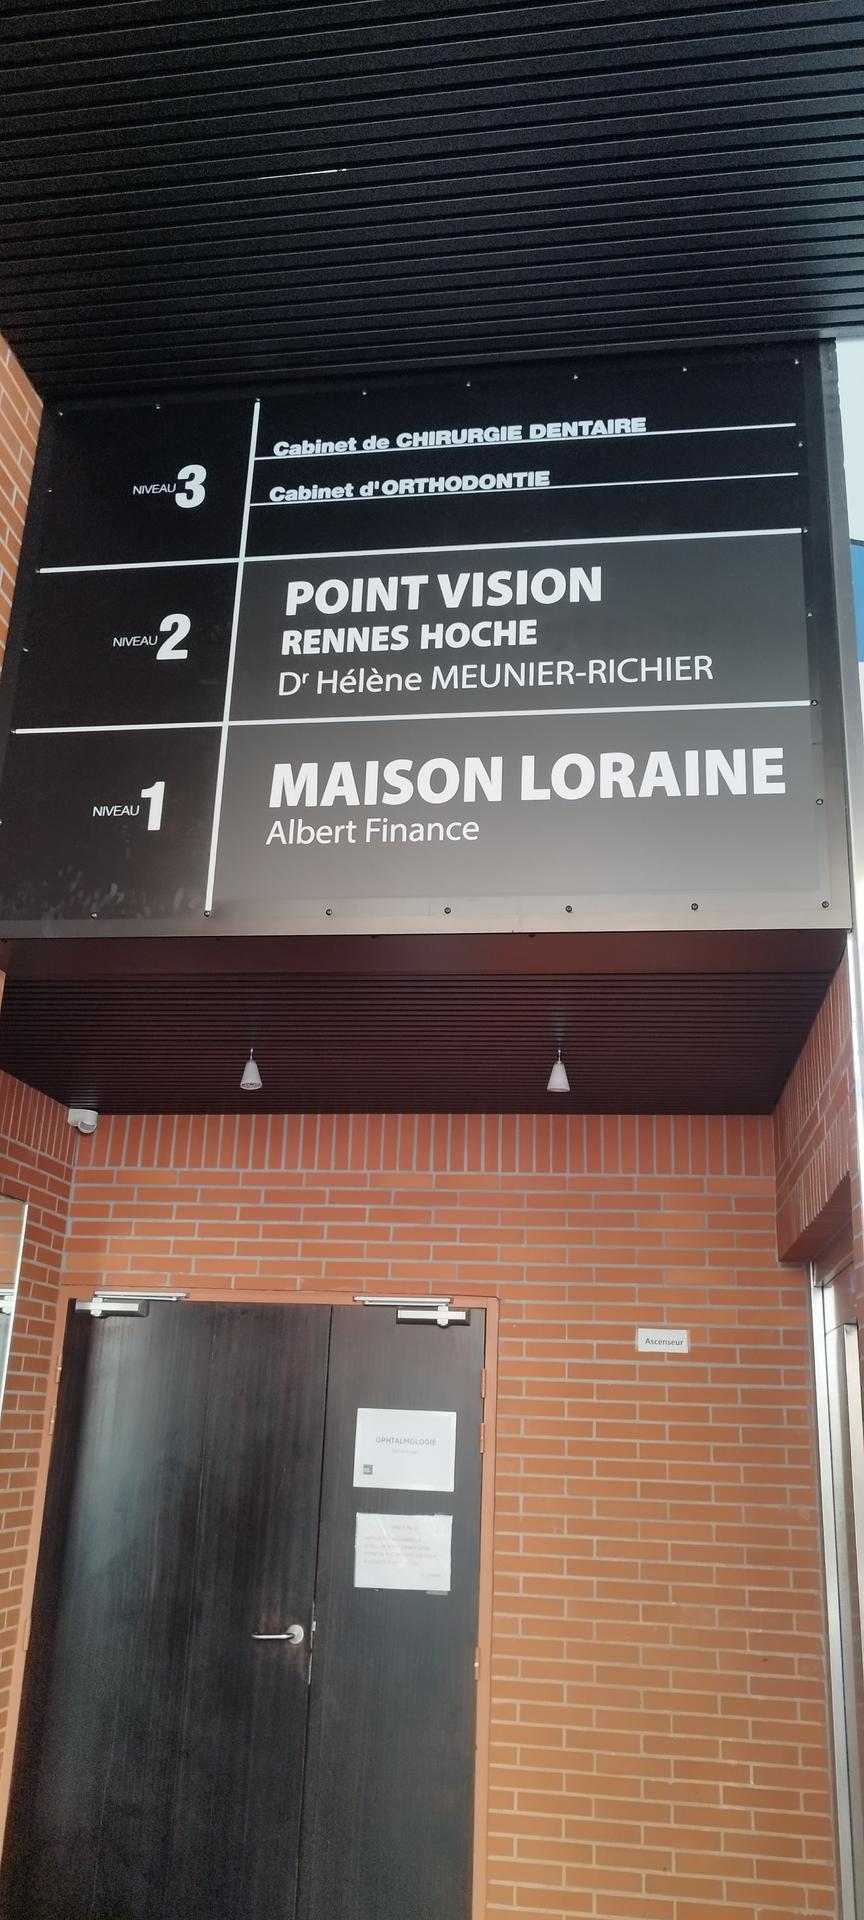 NIVEAU 3
Cabinet de CHIRURGIE DENTAIRE
Cabinet d'ORTHODONTIE
NIVEAU 2
POINT VISION
RENNES HOCHE
Dr Hélène MEUNIER-RICHIER
NIVEAU 1
MAISON LORAINE
Albert Finance
Ascenseur
OPHTALMOLOGIE